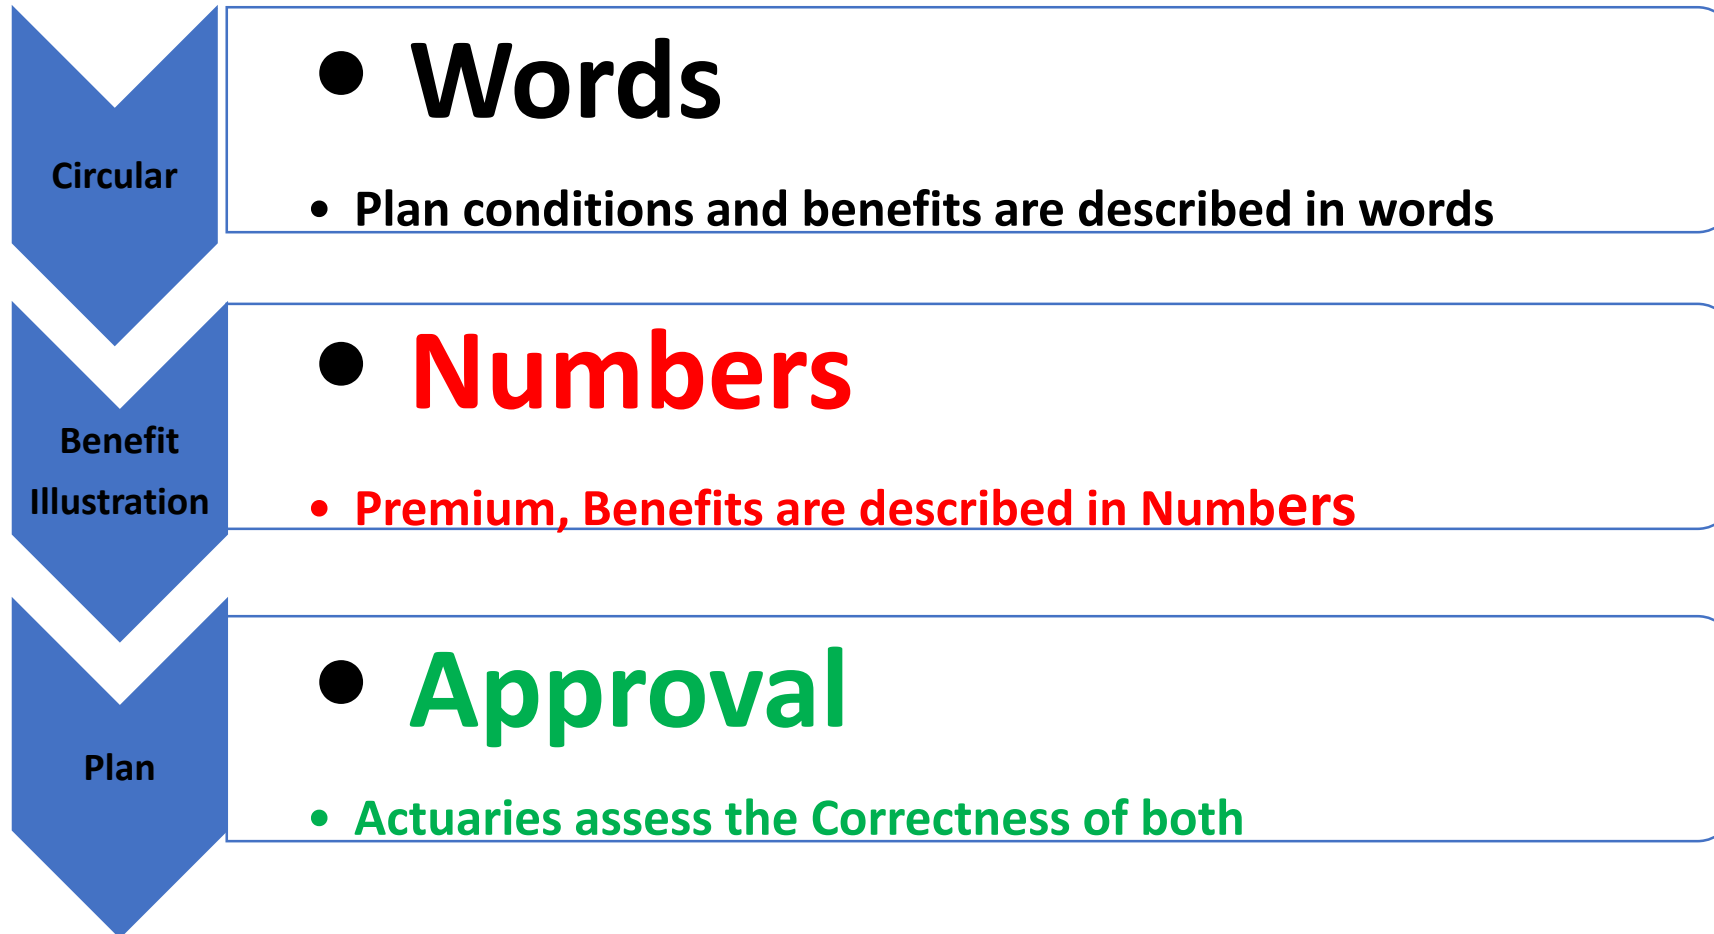 Circular
• Words
• Plan conditions and benefits are described in words
Benefit
Illustration
• Numbers
• Premium, Benefits are described in Numbers
Plan
• Approval
• Actuaries assess the Correctness of both